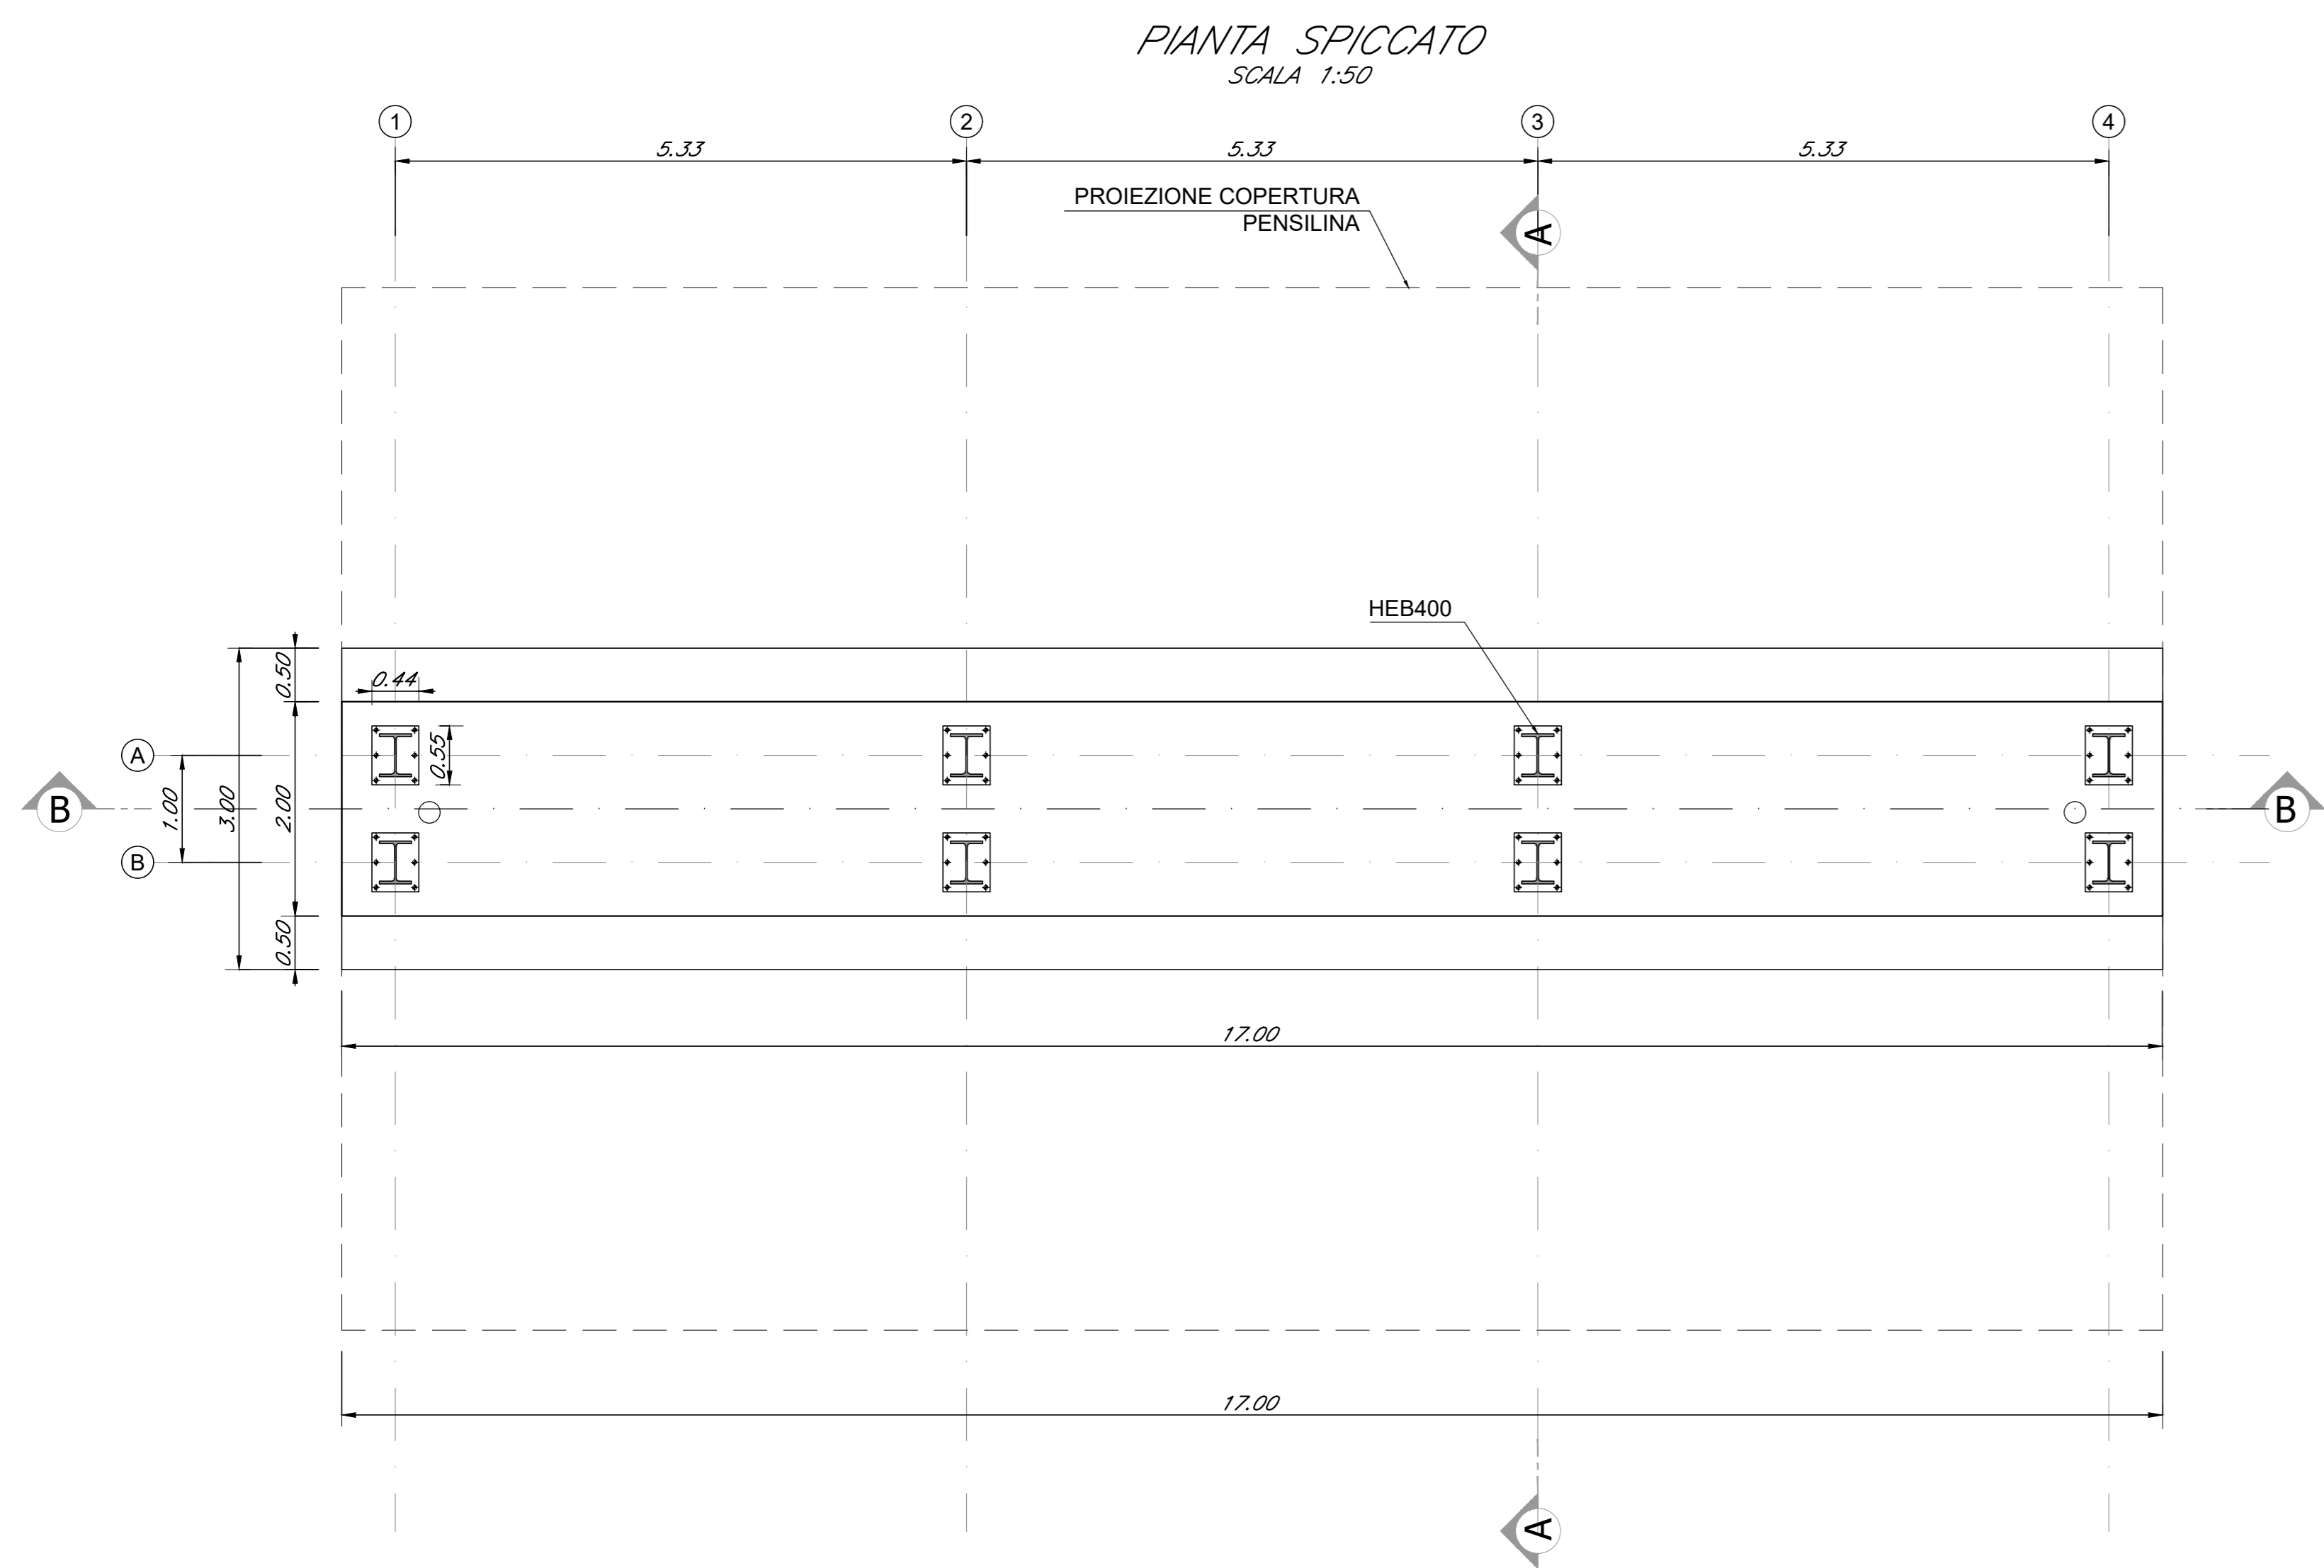 PIANTA SPICCATO
SCALA 1:50
1
2
3
4
5.33
5.33
5.33
PROIEZIONE COPERTURA
PENSILINA
A
HEB400
0.50
0.44
0.55
A
B
1.00
3.00
2.00
B
B
0.50
17.00
17.00
A